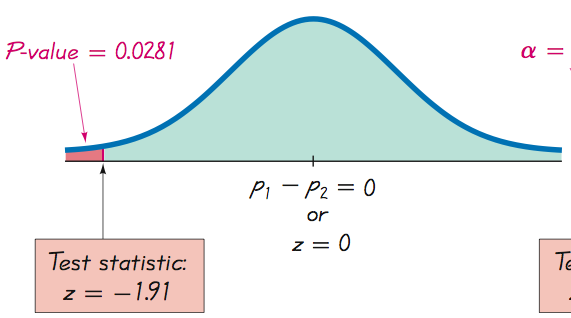 P-value = 0.0281
α =
p₁ − p₂ = 0
or
z = 0
Test statistic:
z = −1.91